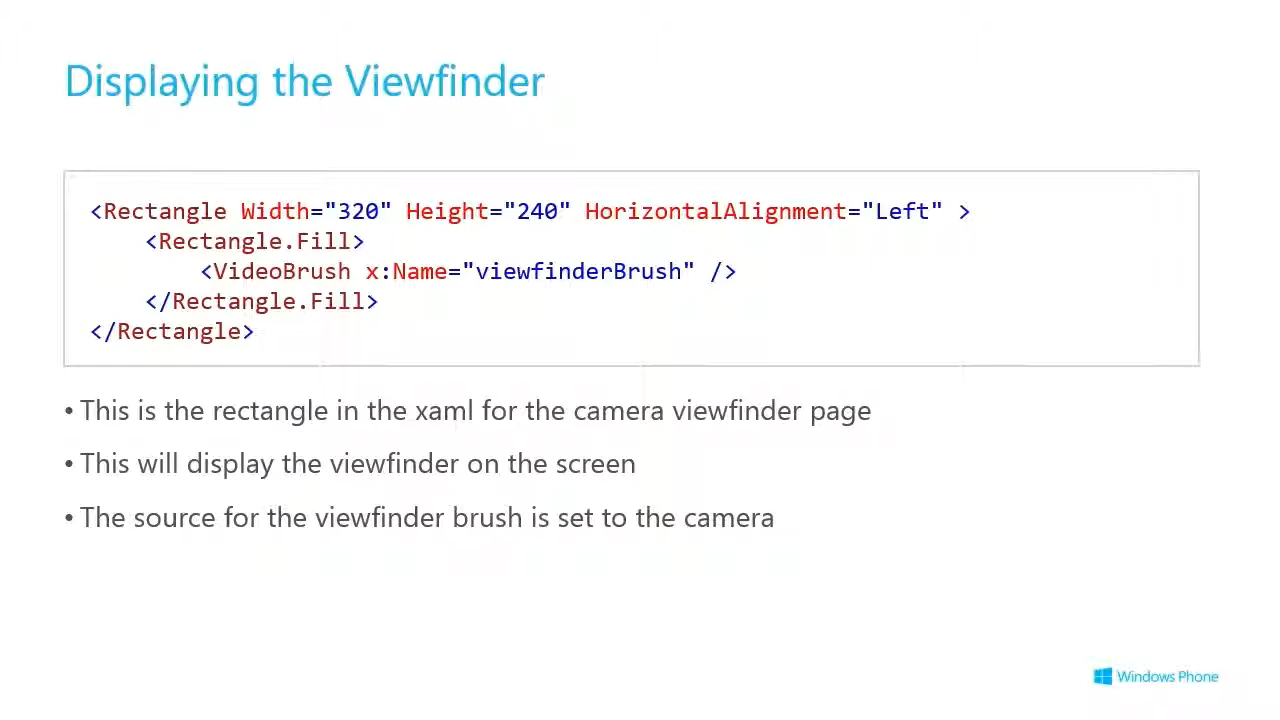 Displaying the Viewfinder
<Rectangle Width="320" Height="240" HorizontalAlignment="Left" >
<Rectangle.Fill>
<VideoBrush x:Name="viewfinderBrush" />
</Rectangle.Fill>
</Rectangle>
• This is the rectangle in the xaml for the camera viewfinder page
• This will display the viewfinder on the screen
• The source for the viewfinder brush is set to the camera
Windows Phone